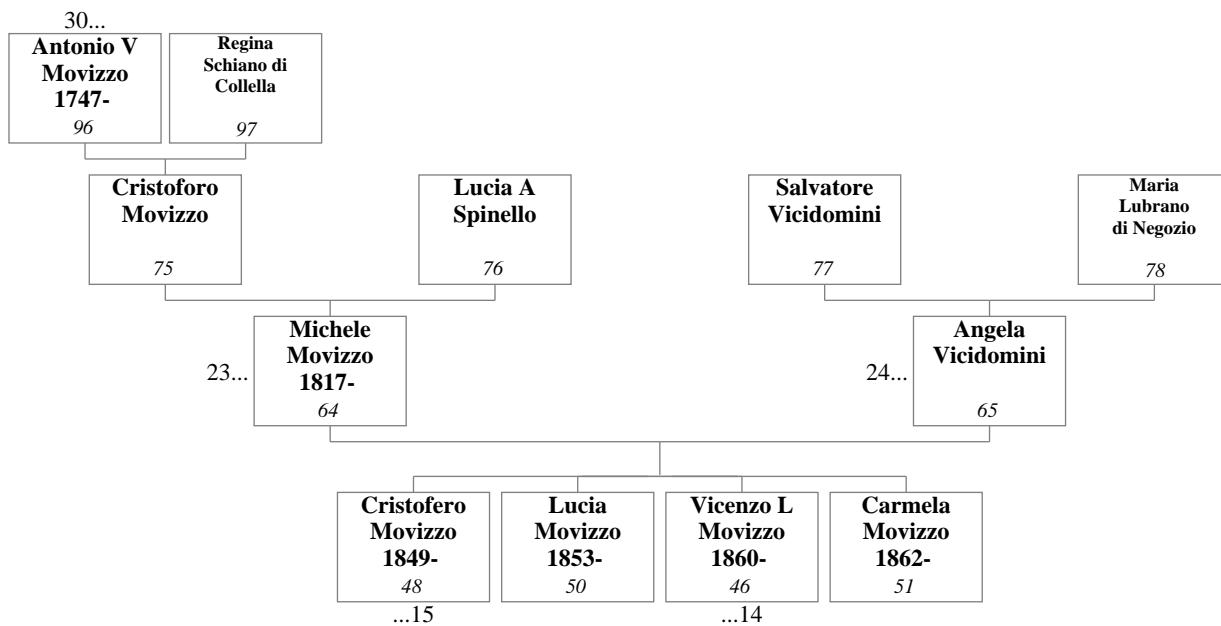 30...
Antonio V
Movizzo
1747-
96
Regina
Schiano di
Collella
97
Cristoforo
Movizzo
75
Lucia A
Spinello
76
Salvatore
Vicidomini
77
Maria
Lubrano
di Negozio
78
23...
Michele
Movizzo
1817-
64
24...
Angela
Vicidomini
65
Cristofero
Movizzo
1849-
48
...15
Lucia
Movizzo
1853-
50
Vicenzo L
Movizzo
1860-
46
...14
Carmela
Movizzo
1862-
51